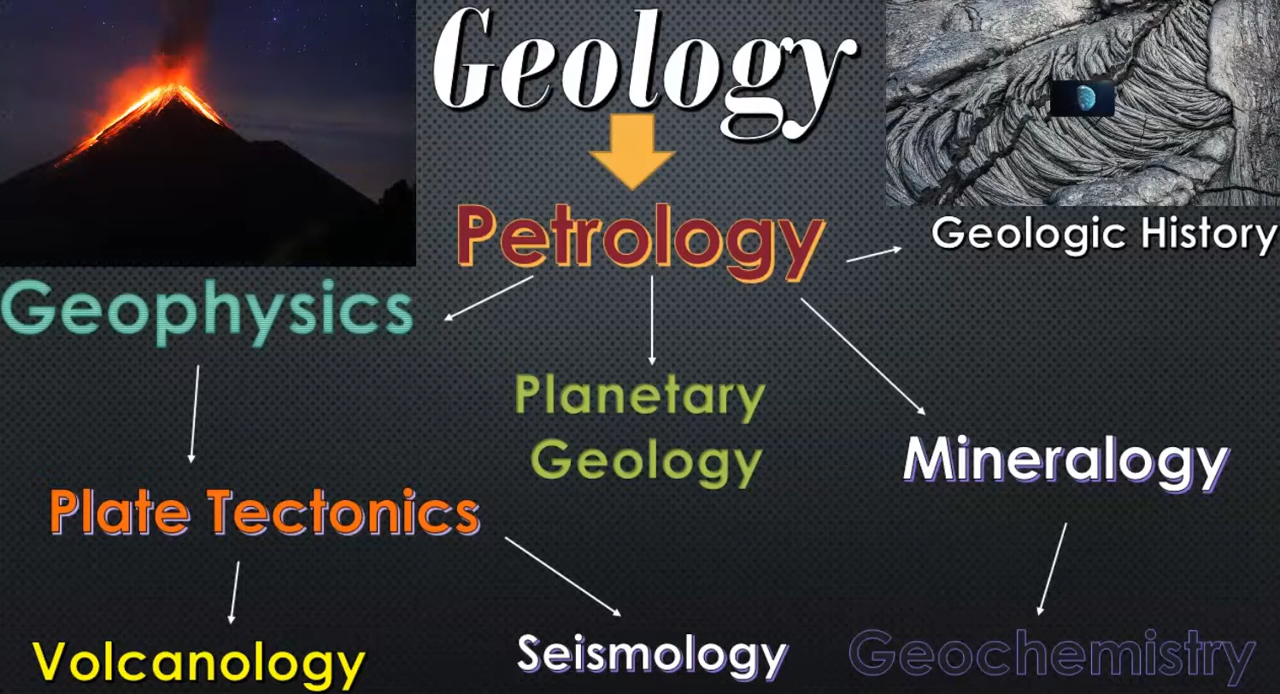 Geology
Petrology
Geologic History
Geophysics
Planetary
Geology
Mineralogy
Plate Tectonics
Volcanology
Seismology
Geochemistry